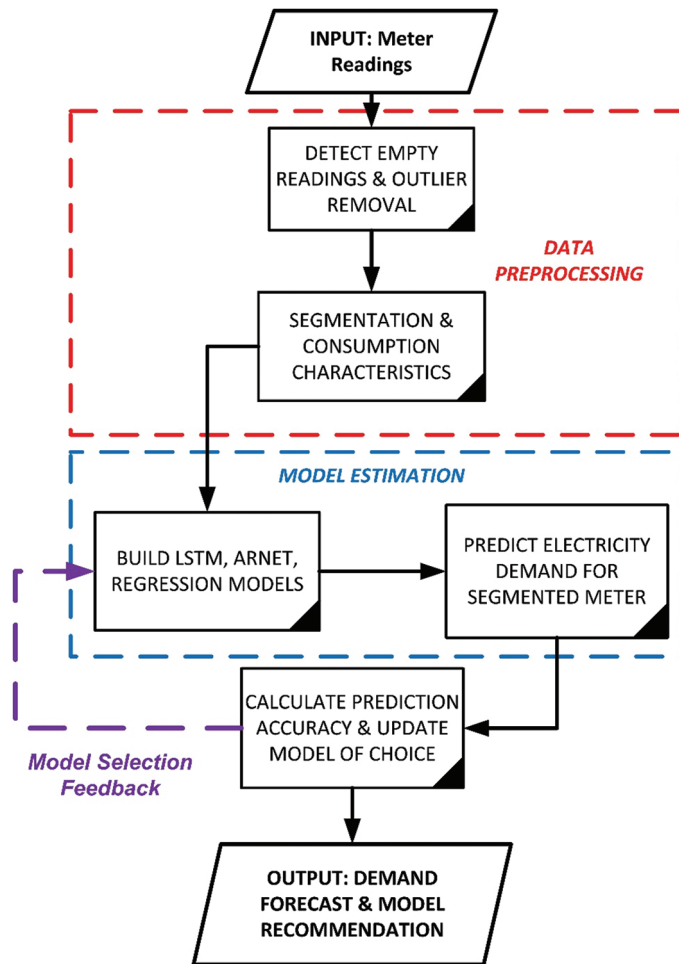 INPUT: Meter
Readings
DETECT EMPTY
READINGS & OUTLIER
REMOVAL
DATA
PREPROCESSING
SEGMENTATION &
CONSUMPTION
CHARACTERISTICS
MODEL ESTIMATION
BUILD LSTM, ARNET,
REGRESSION MODELS
PREDICT ELECTRICITY
DEMAND FOR
SEGMENTED METER
CALCULATE PREDICTION
ACCURACY & UPDATE
MODEL OF CHOICE
Model Selection
Feedback
OUTPUT: DEMAND
FORECAST & MODEL
RECOMMENDATION